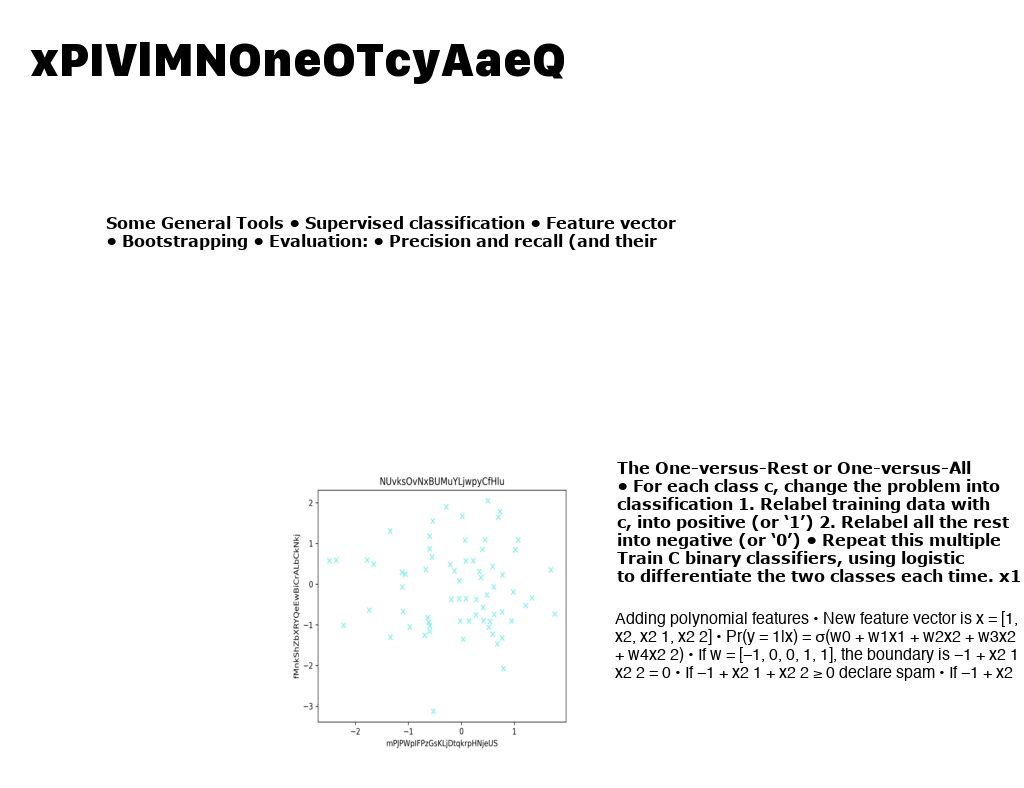 xPIVlMNOneOTcyAaeQ
Some General Tools • Supervised classification • Feature vector
• Bootstrapping • Evaluation: • Precision and recall (and their
The One-versus-Rest or One-versus-All
• For each class c, change the problem into
classification 1. Relabel training data with
c, into positive (or ‘1’) 2. Relabel all the rest
into negative (or ‘0’) • Repeat this multiple
Train C binary classifiers, using logistic
to differentiate the two classes each time. x1
Adding polynomial features • New feature vector is x = [1,
x2, x2 1, x2 2] • Pr(y = 1|x) = σ(w0 + w1x1 + w2x2 + w3x2
+ w4x2 2) • If w = [−1, 0, 0, 1, 1], the boundary is −1 + x2 1
x2 2 = 0 • If −1 + x2 1 + x2 2 ≥ 0 declare spam • If −1 + x2
NUvksOvNxBUMuYLjwpyCfHlu
fMnkShZbXRYQeEwBiCrALbCkNkj
2
1
0
−1
−2
−3
−2 −1 0 1
mPJPWpIFPzGsKLjDtqkrpHNjeUS